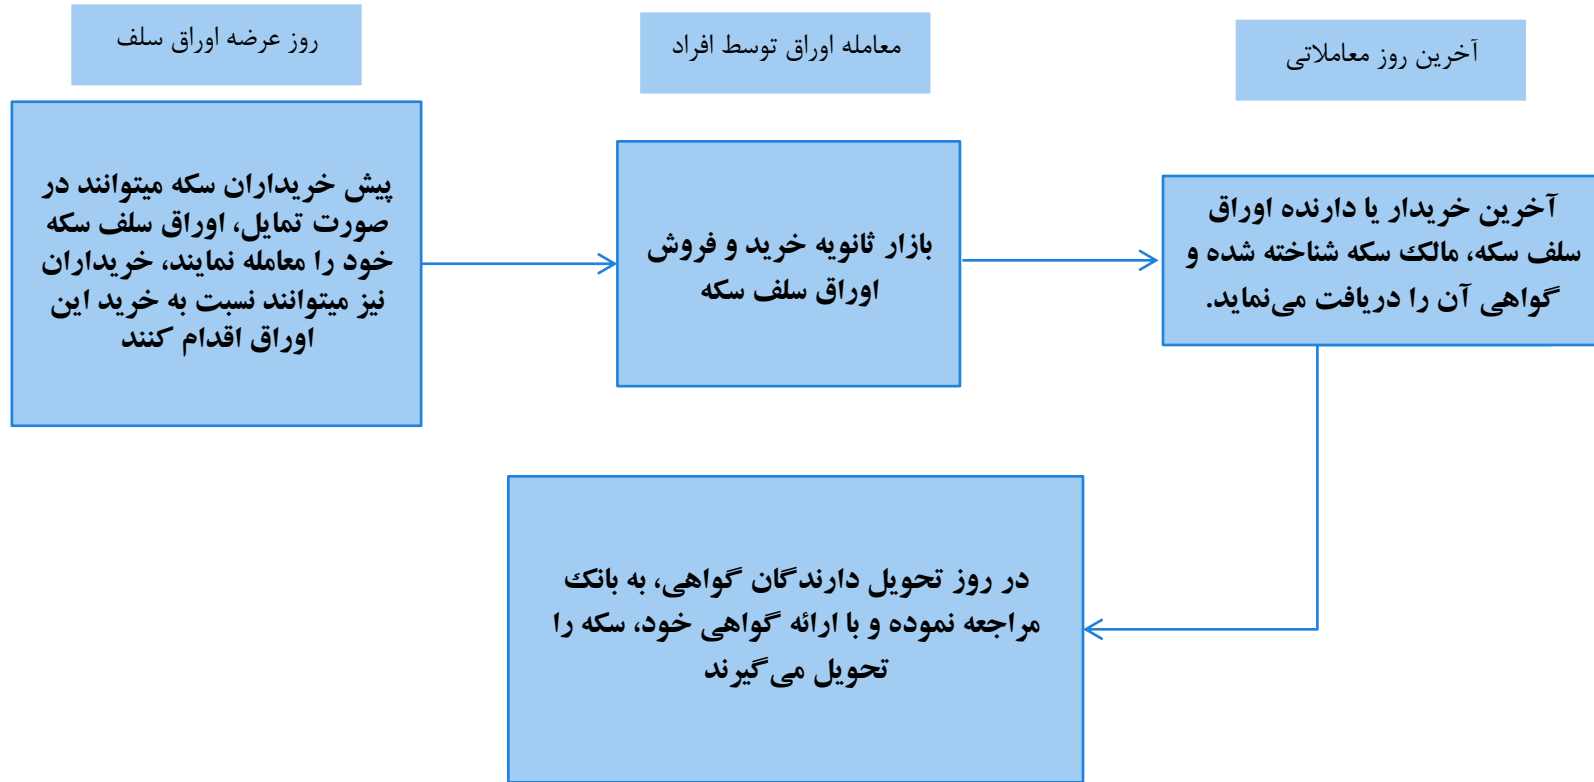 روز عرضه اوراق سلف
معامله اوراق توسط افراد
آخرین روز معاملاتی
پیش خریداران سکه میتوانند در
صورت تمایل، اوراق سلف سکه
خود را معامله نمایند، خریداران
نیز میتوانند نسبت به خرید این
اوراق اقدام کنند
بازار ثانویه خرید و فروش
اوراق سلف سکه
آخرین خریدار یا دارنده اوراق
سلف سکه، مالک سکه شناخته شده و
گواهی آن را دریافت می‌نماید.
در روز تحویل دارندگان گواهی، به بانک
مراجعه نموده و با ارائه گواهی خود، سکه را
تحویل می‌گیرند